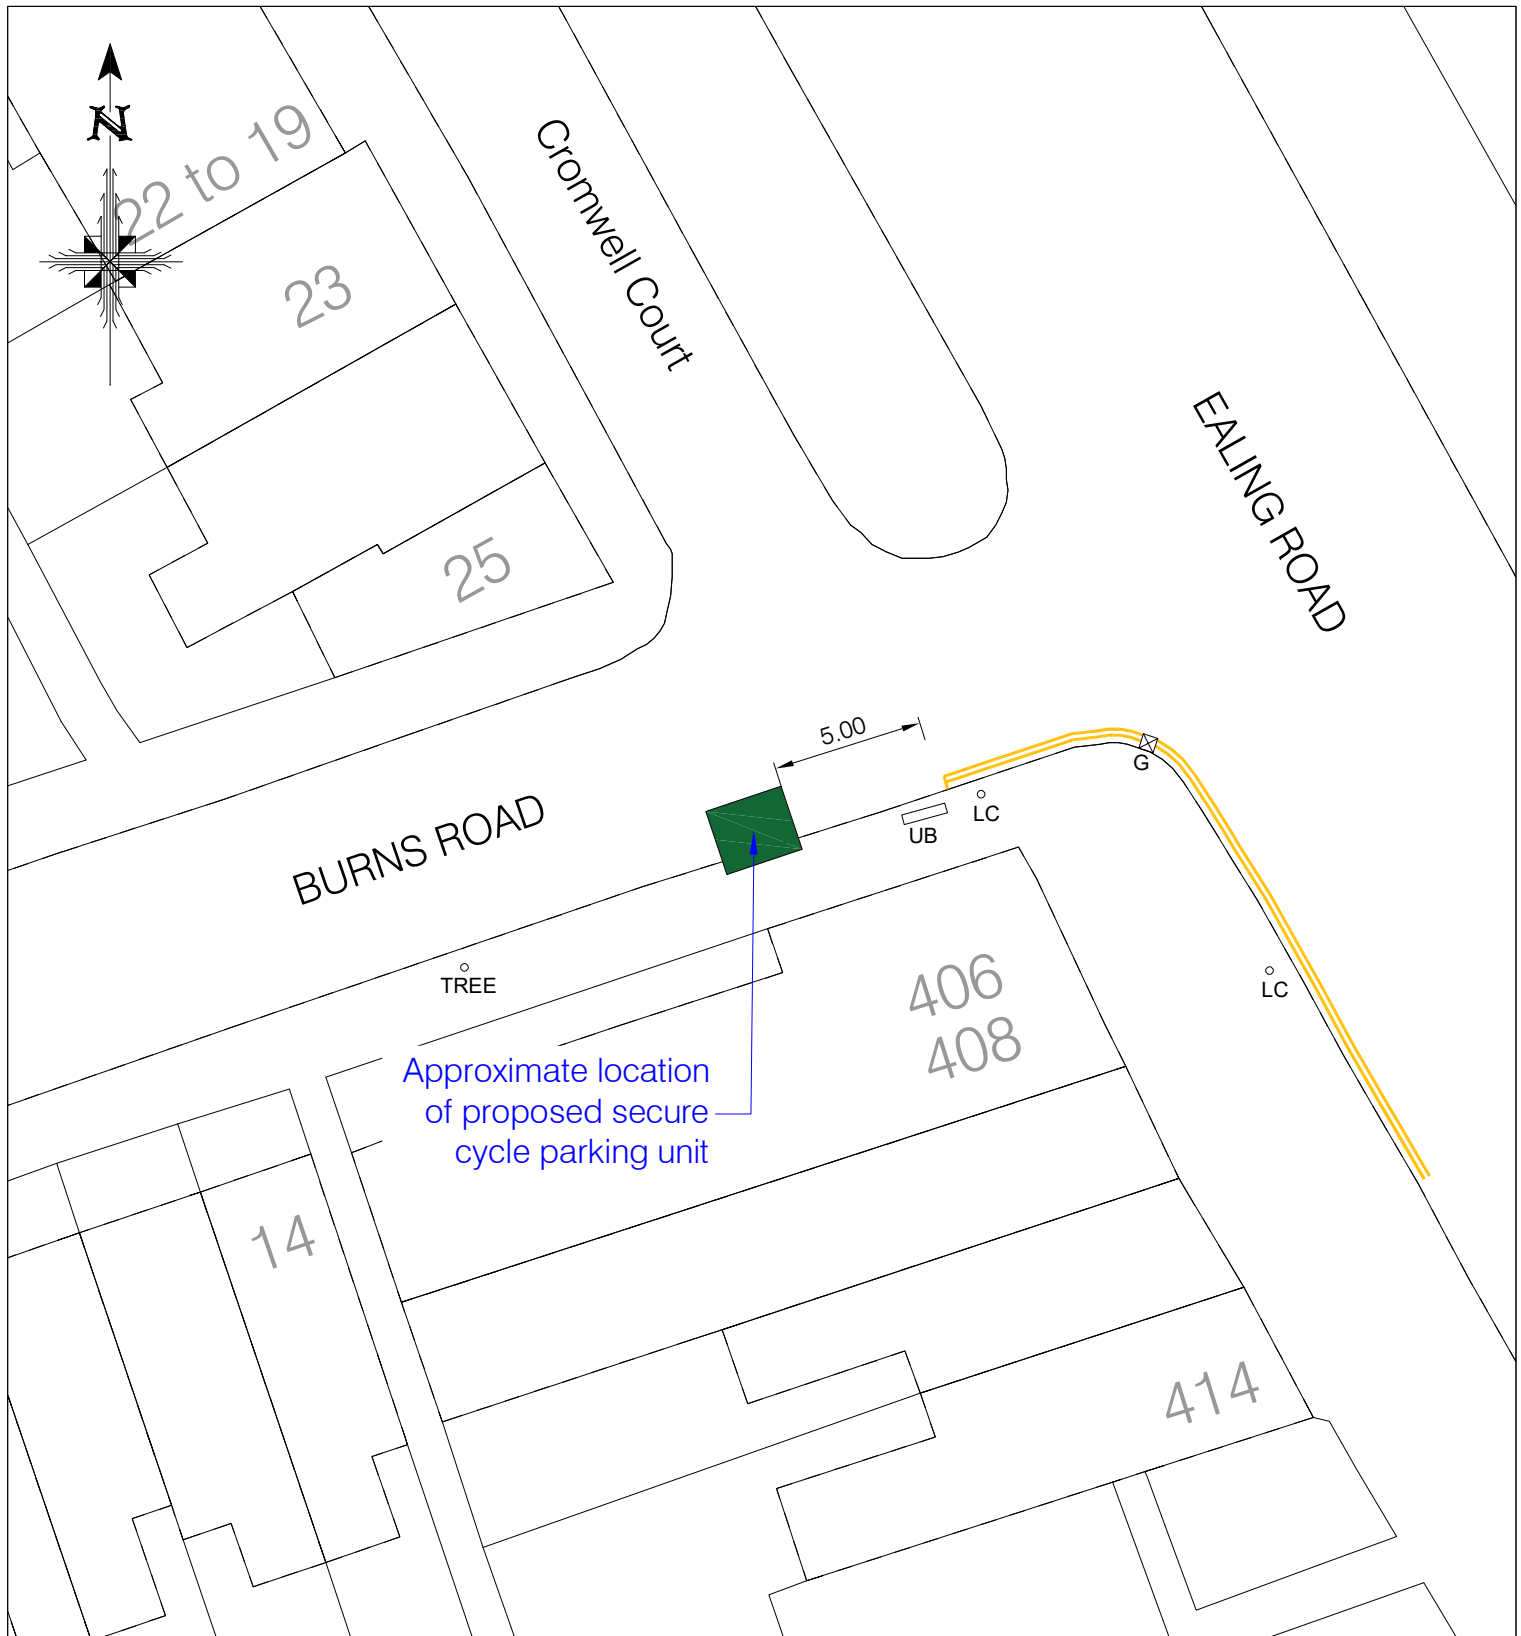 N
22 to 19
23
25
Cromwell Court
EALING ROAD
5.00
G
LC
UB
BURNS ROAD
TREE
LC
406
408
Approximate location
of proposed secure
cycle parking unit
14
414